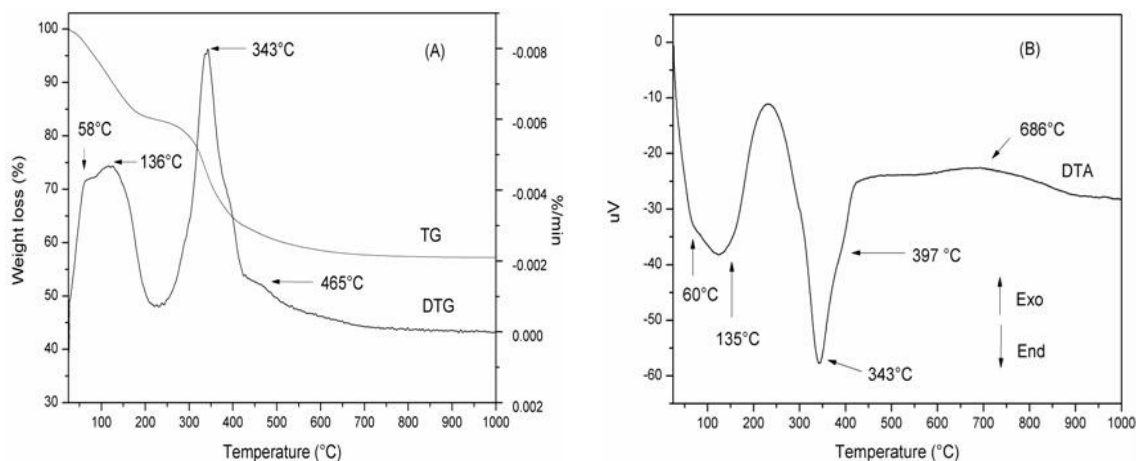 (A)
343°C
58°C
136°C
TG
465°C
DTG
100
90
80
70
60
50
40
30
Weight loss (%)
-0.008
-0.006
-0.004
-0.002
0.000
0.002
%/min
100 200 300 400 500 600 700 800 900 1000
Temperature (°C)
(B)
686°C
DTA
397 °C
60°C
135°C
343°C
Exo
End
0
-10
-20
-30
-40
-50
-60
uV
100 200 300 400 500 600 700 800 900 1000
Temperature (°C)